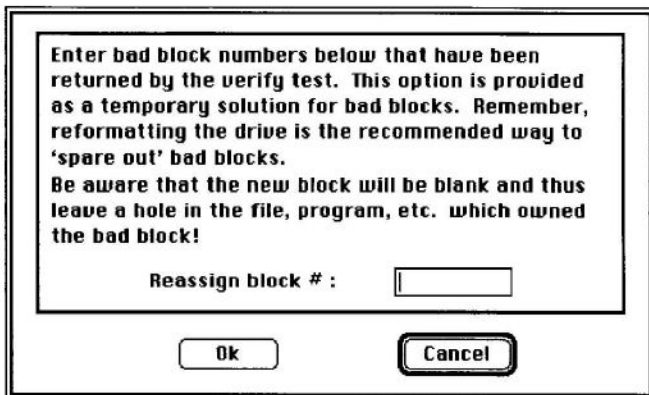 Enter bad block numbers below that have been
returned by the verify test.  This option is provided
as a temporary solution for bad blocks.  Remember,
reformatting the drive is the recommended way to
‘spare out’ bad blocks.
Be aware that the new block will be blank and thus
leave a hole in the file, program, etc.  which owned
the bad block!
Reassign block # :
Ok
Cancel